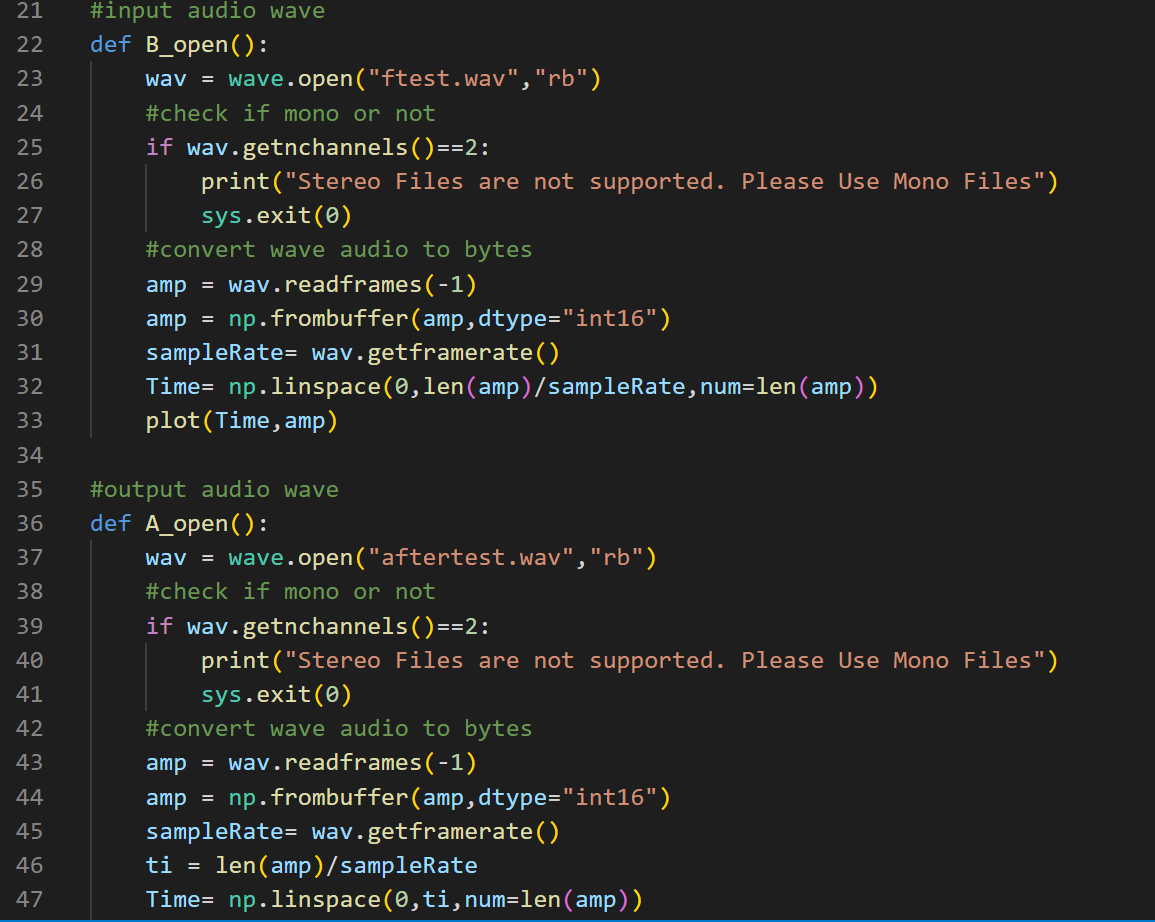 21 #input audio wave
22 def B_open():
23     wav = wave.open("ftest.wav","rb")
24     #check if mono or not
25     if wav.getnchannels()==2:
26         print("Stereo Files are not supported. Please Use Mono Files")
27         sys.exit(0)
28     #convert wave audio to bytes
29     amp = wav.readframes(-1)
30     amp = np.frombuffer(amp,dtype="int16")
31     sampleRate= wav.getframerate()
32     Time= np.linspace(0,len(amp)/sampleRate,num=len(amp))
33     plot(Time,amp)
34
35 #output audio wave
36 def A_open():
37     wav = wave.open("aftertest.wav","rb")
38     #check if mono or not
39     if wav.getnchannels()==2:
40         print("Stereo Files are not supported. Please Use Mono Files")
41         sys.exit(0)
42     #convert wave audio to bytes
43     amp = wav.readframes(-1)
44     amp = np.frombuffer(amp,dtype="int16")
45     sampleRate= wav.getframerate()
46     ti = len(amp)/sampleRate
47     Time= np.linspace(0,ti,num=len(amp))